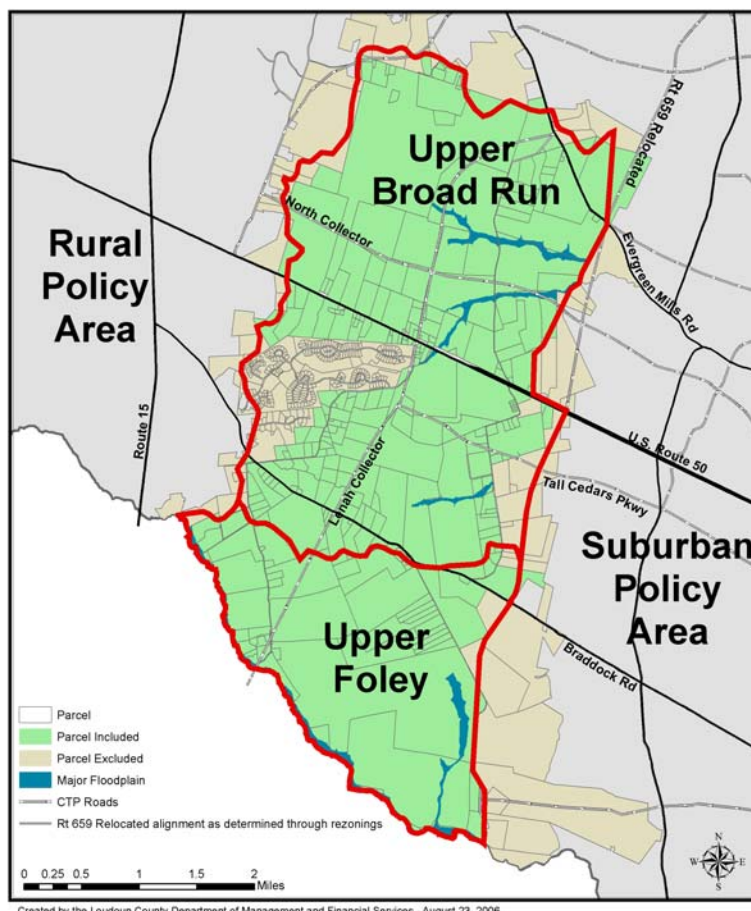 Upper
Broad Run
Rt 659 Relocated
North Collector
Rural
Policy
Area
Evergreen Mills Rd
Route 15
U.S. Route 50
Lenah Collector
Tall Cedars Pkwy
Suburban
Policy
Area
Upper
Foley
Braddock Rd
Parcel
Parcel Included
Parcel Excluded
Major Floodplain
CTP Roads
Rt 659 Relocated alignment as determined through rezonings
0 0.25 0.5 1 1.5 2
Miles
N
W E
S
Created by the Loudoun County Department of Management and Financial Services - August 23, 2006